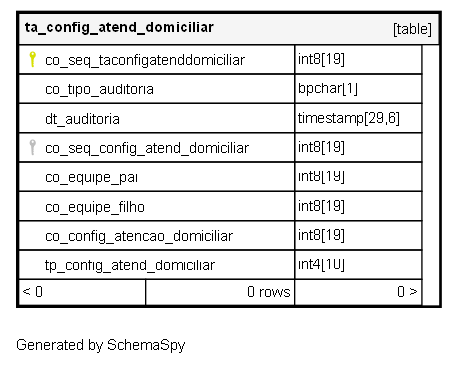 ta_config_atend_domiciliar [table]
co_seq_taconfigatenddomiciliar int8[19]
co_tipo_auditoria bpchar[1]
dt_auditoria timestamp[29,6]
co_seq_config_atend_domiciliar int8[19]
co_equipe_pai int8[19]
co_equipe_filho int8[19]
co_config_atencao_domiciliar int8[19]
tp_config_atend_domiciliar int4[10]
< 0 0 rows 0 >
Generated by SchemaSpy